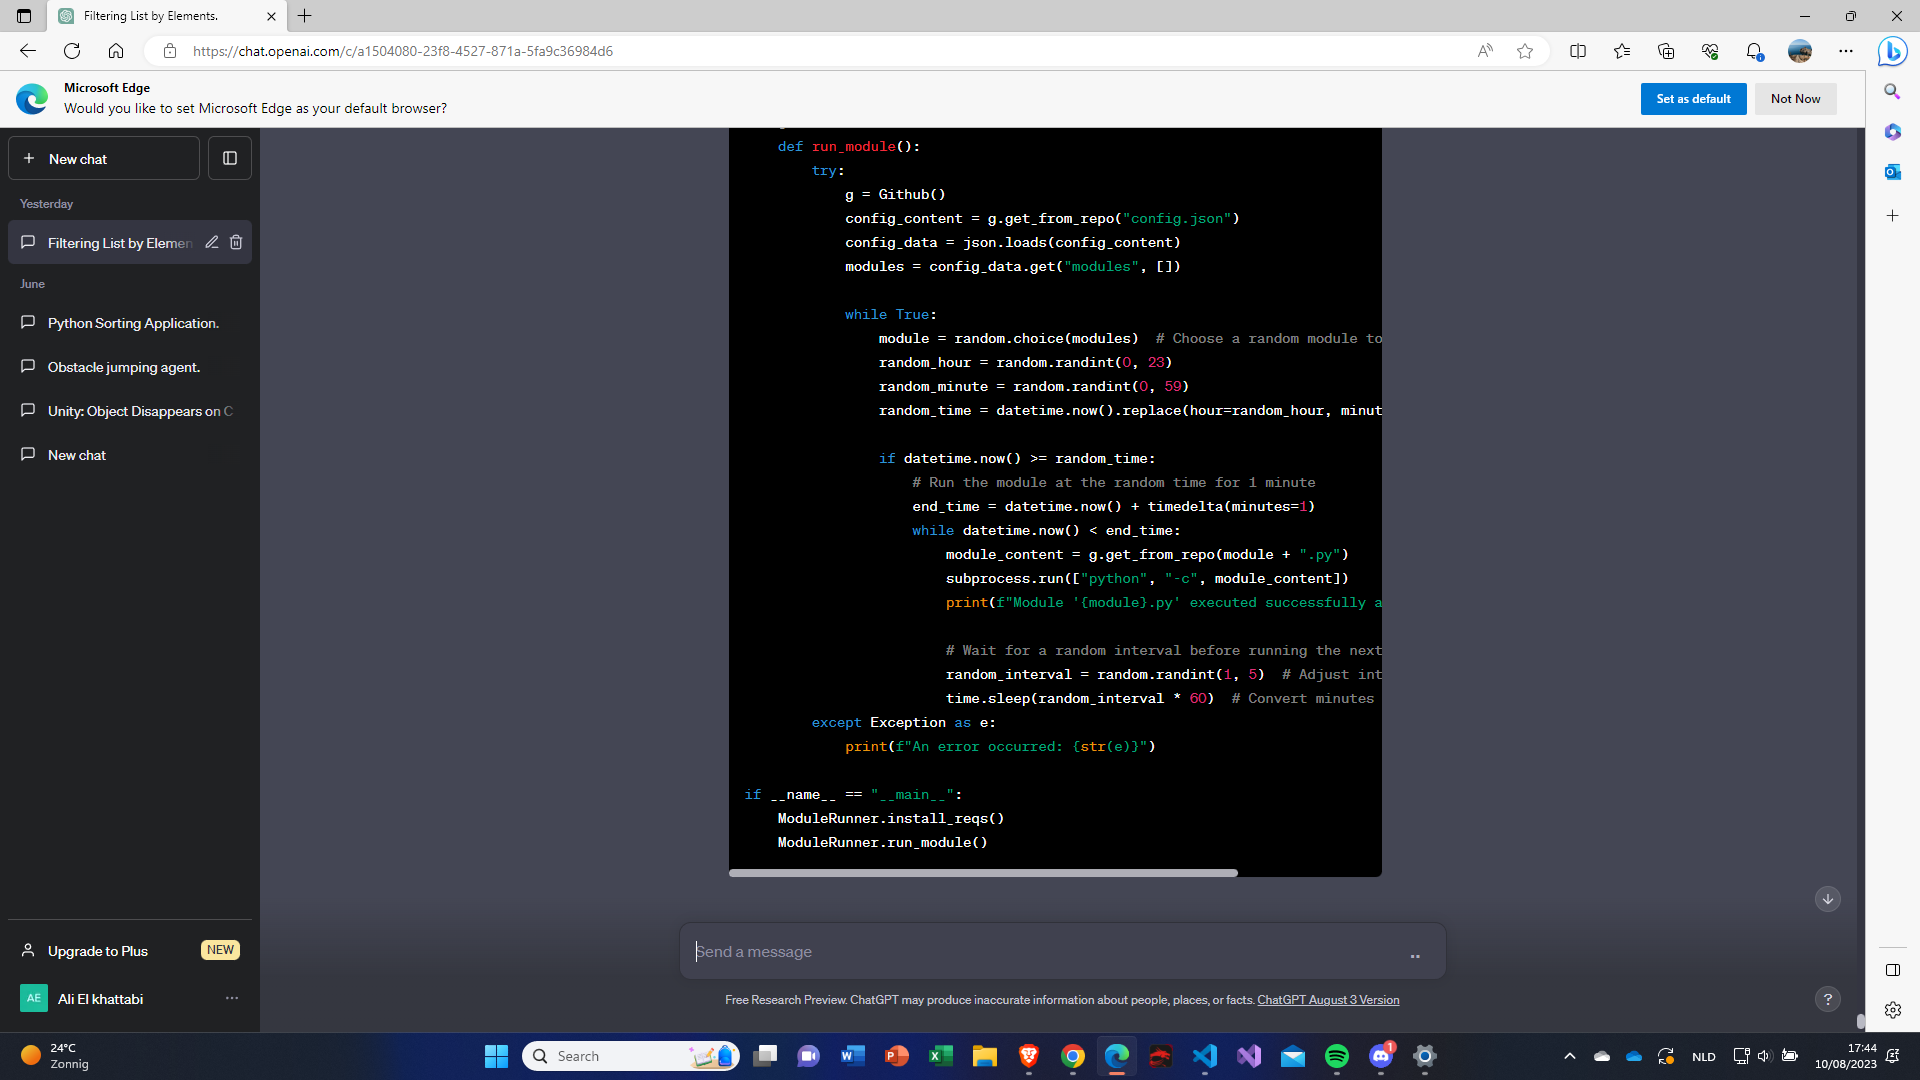 Filtering List by Elements.
https://chat.openai.com/c/a1504080-23f8-4527-871a-5fa9c36984d6
Microsoft Edge
Would you like to set Microsoft Edge as your default browser?
Set as default
Not Now
New chat
Yesterday
Filtering List by Elemen
June
Python Sorting Application.
Obstacle jumping agent.
Unity: Object Disappears on C
New chat
def run_module():
try:
g = Github()
config_content = g.get_from_repo("config.json")
config_data = json.loads(config_content)
modules = config_data.get("modules", [])
while True:
module = random.choice(modules)  # Choose a random module to
random_hour = random.randint(0, 23)
random_minute = random.randint(0, 59)
random_time = datetime.now().replace(hour=random_hour, minut
if datetime.now() >= random_time:
# Run the module at the random time for 1 minute
end_time = datetime.now() + timedelta(minutes=1)
while datetime.now() < end_time:
module_content = g.get_from_repo(module + ".py")
subprocess.run(["python", "-c", module_content])
print(f"Module '{module}.py' executed successfully a
# Wait for a random interval before running the next
random_interval = random.randint(1, 5)  # Adjust int
time.sleep(random_interval * 60)  # Convert minutes
except Exception as e:
print(f"An error occurred: {str(e)}")
if __name__ == "__main__":
ModuleRunner.install_reqs()
ModuleRunner.run_module()
Upgrade to Plus
NEW
AE
Ali El khattabi
Send a message
Free Research Preview. ChatGPT may produce inaccurate information about people, places, or facts. ChatGPT August 3 Version
?
24°C
Zonnig
Search
1
NLD
17:44
10/08/2023